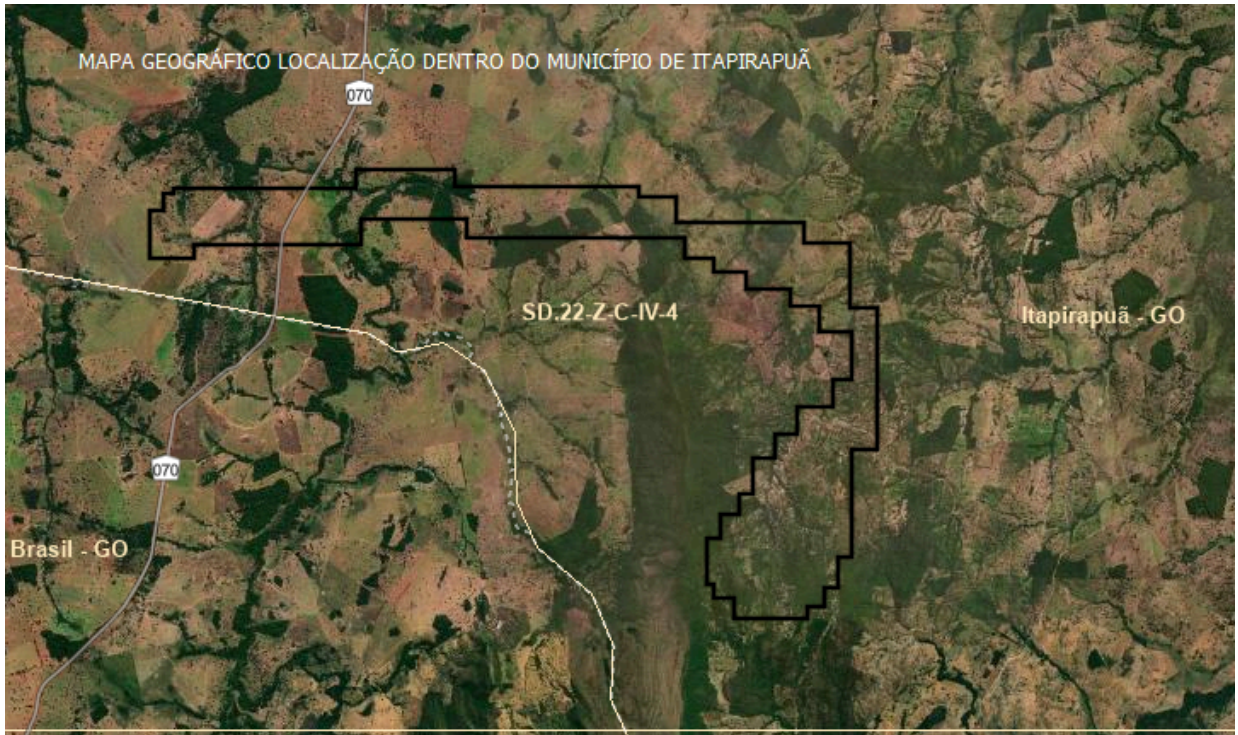 MAPA GEOGRÁFICO LOCALIZAÇÃO DENTRO DO MUNICÍPIO DE ITAPIRAPUÃ
070
SD.22-Z-C-IV-4
Itapirapuã - GO
070
Brasil - GO